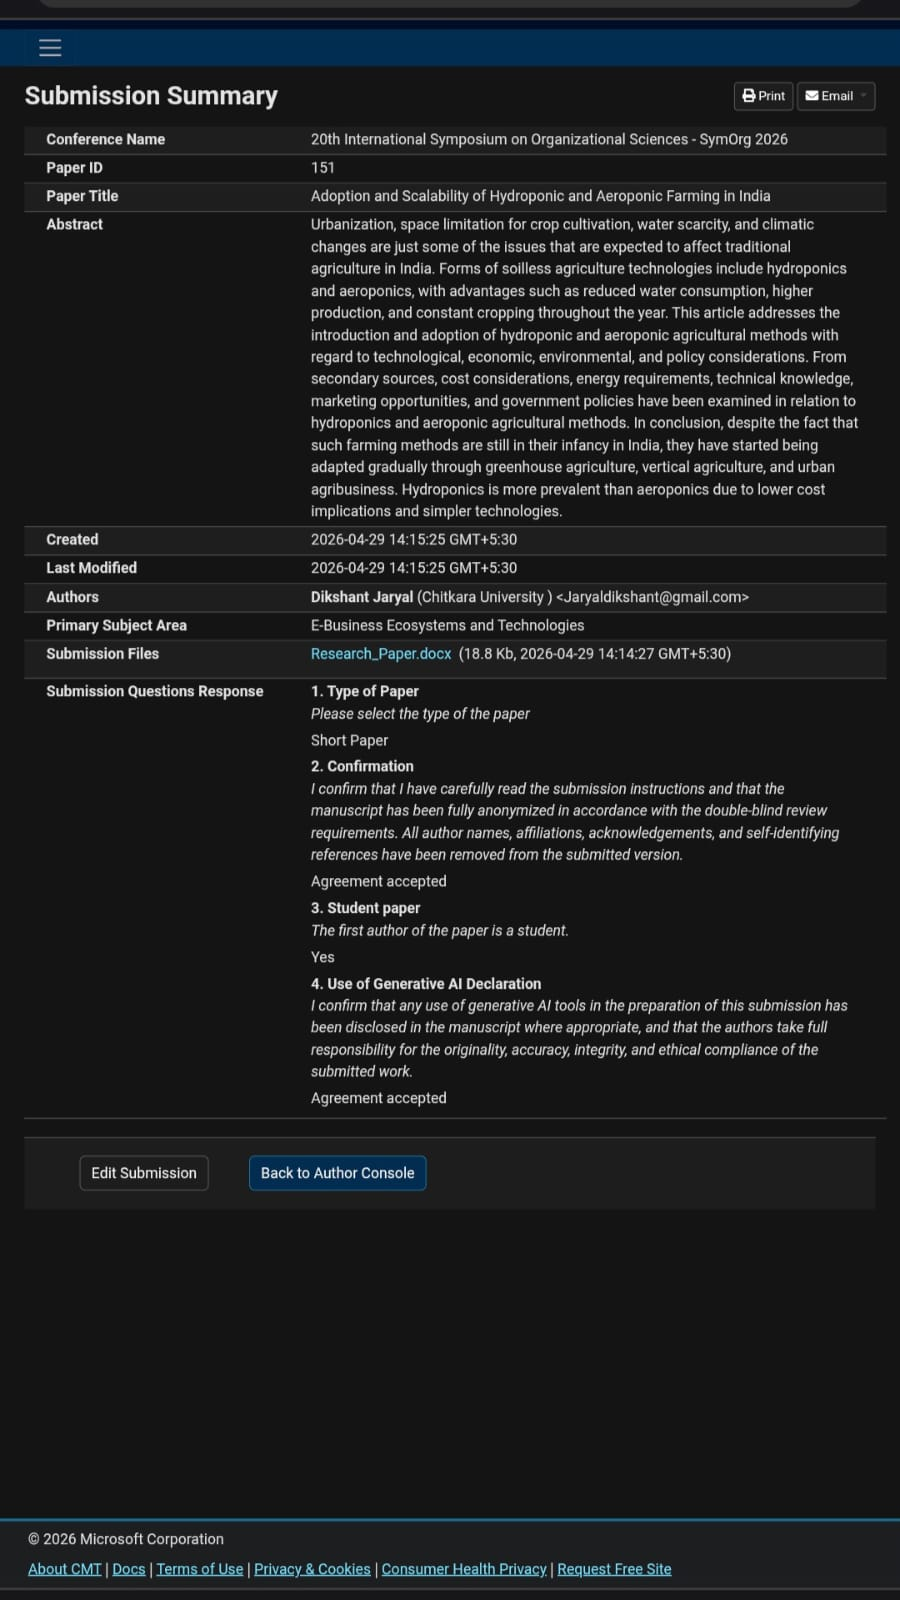 Submission Summary
Print
Email
Conference Name 20th International Symposium on Organizational Sciences - SymOrg 2026
Paper ID 151
Paper Title Adoption and Scalability of Hydroponic and Aeroponic Farming in India
Abstract Urbanization, space limitation for crop cultivation, water scarcity, and climatic
changes are just some of the issues that are expected to affect traditional
agriculture in India. Forms of soilless agriculture technologies include hydroponics
and aeroponics, with advantages such as reduced water consumption, higher
production, and constant cropping throughout the year. This article addresses the
introduction and adoption of hydroponic and aeroponic agricultural methods with
regard to technological, economic, environmental, and policy considerations. From
secondary sources, cost considerations, energy requirements, technical knowledge,
marketing opportunities, and government policies have been examined in relation to
hydroponics and aeroponic agricultural methods. In conclusion, despite the fact that
such farming methods are still in their infancy in India, they have started being
adapted gradually through greenhouse agriculture, vertical agriculture, and urban
agribusiness. Hydroponics is more prevalent than aeroponics due to lower cost
implications and simpler technologies.
Created 2026-04-29 14:15:25 GMT+5:30
Last Modified 2026-04-29 14:15:25 GMT+5:30
Authors Dikshant Jaryal (Chitkara University ) <Jaryaldikshant@gmail.com>
Primary Subject Area E-Business Ecosystems and Technologies
Submission Files Research_Paper.docx (18.8 Kb, 2026-04-29 14:14:27 GMT+5:30)
Submission Questions Response 1. Type of Paper
Please select the type of the paper
Short Paper
2. Confirmation
I confirm that I have carefully read the submission instructions and that the
manuscript has been fully anonymized in accordance with the double-blind review
requirements. All author names, affiliations, acknowledgements, and self-identifying
references have been removed from the submitted version.
Agreement accepted
3. Student paper
The first author of the paper is a student.
Yes
4. Use of Generative AI Declaration
I confirm that any use of generative AI tools in the preparation of this submission has
been disclosed in the manuscript where appropriate, and that the authors take full
responsibility for the originality, accuracy, integrity, and ethical compliance of the
submitted work.
Agreement accepted
Edit Submission
Back to Author Console
© 2026 Microsoft Corporation
About CMT | Docs | Terms of Use | Privacy & Cookies | Consumer Health Privacy | Request Free Site